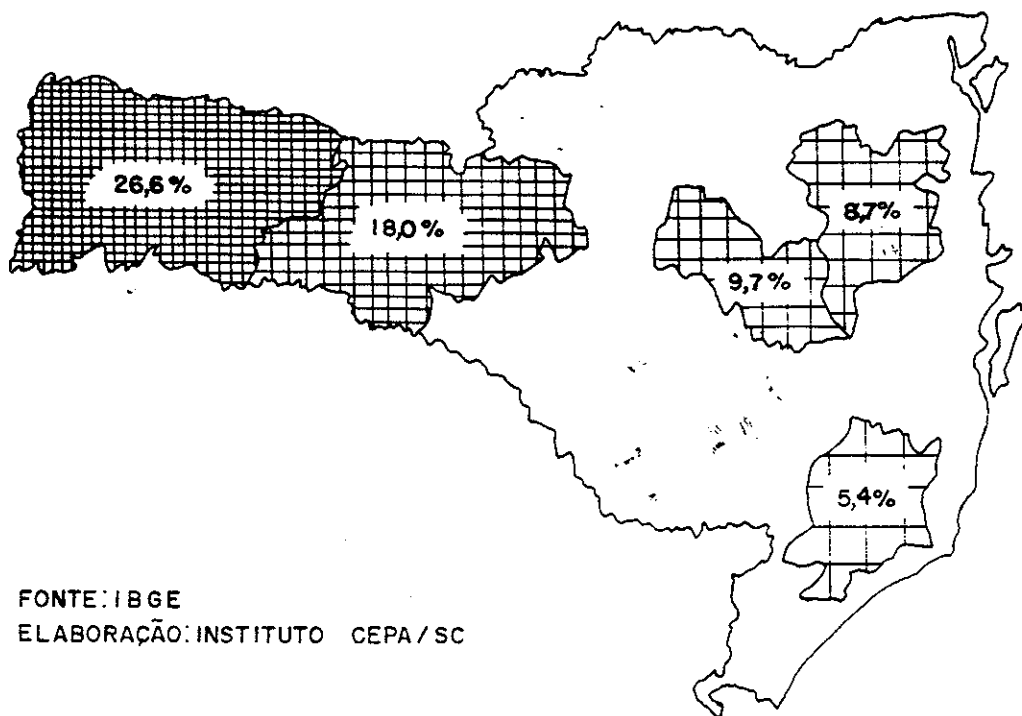 26,6%
18,0%
8,7%
9,7%
5,4%
FONTE: IBGE
ELABORAÇÃO: INSTITUTO CEPA/SC